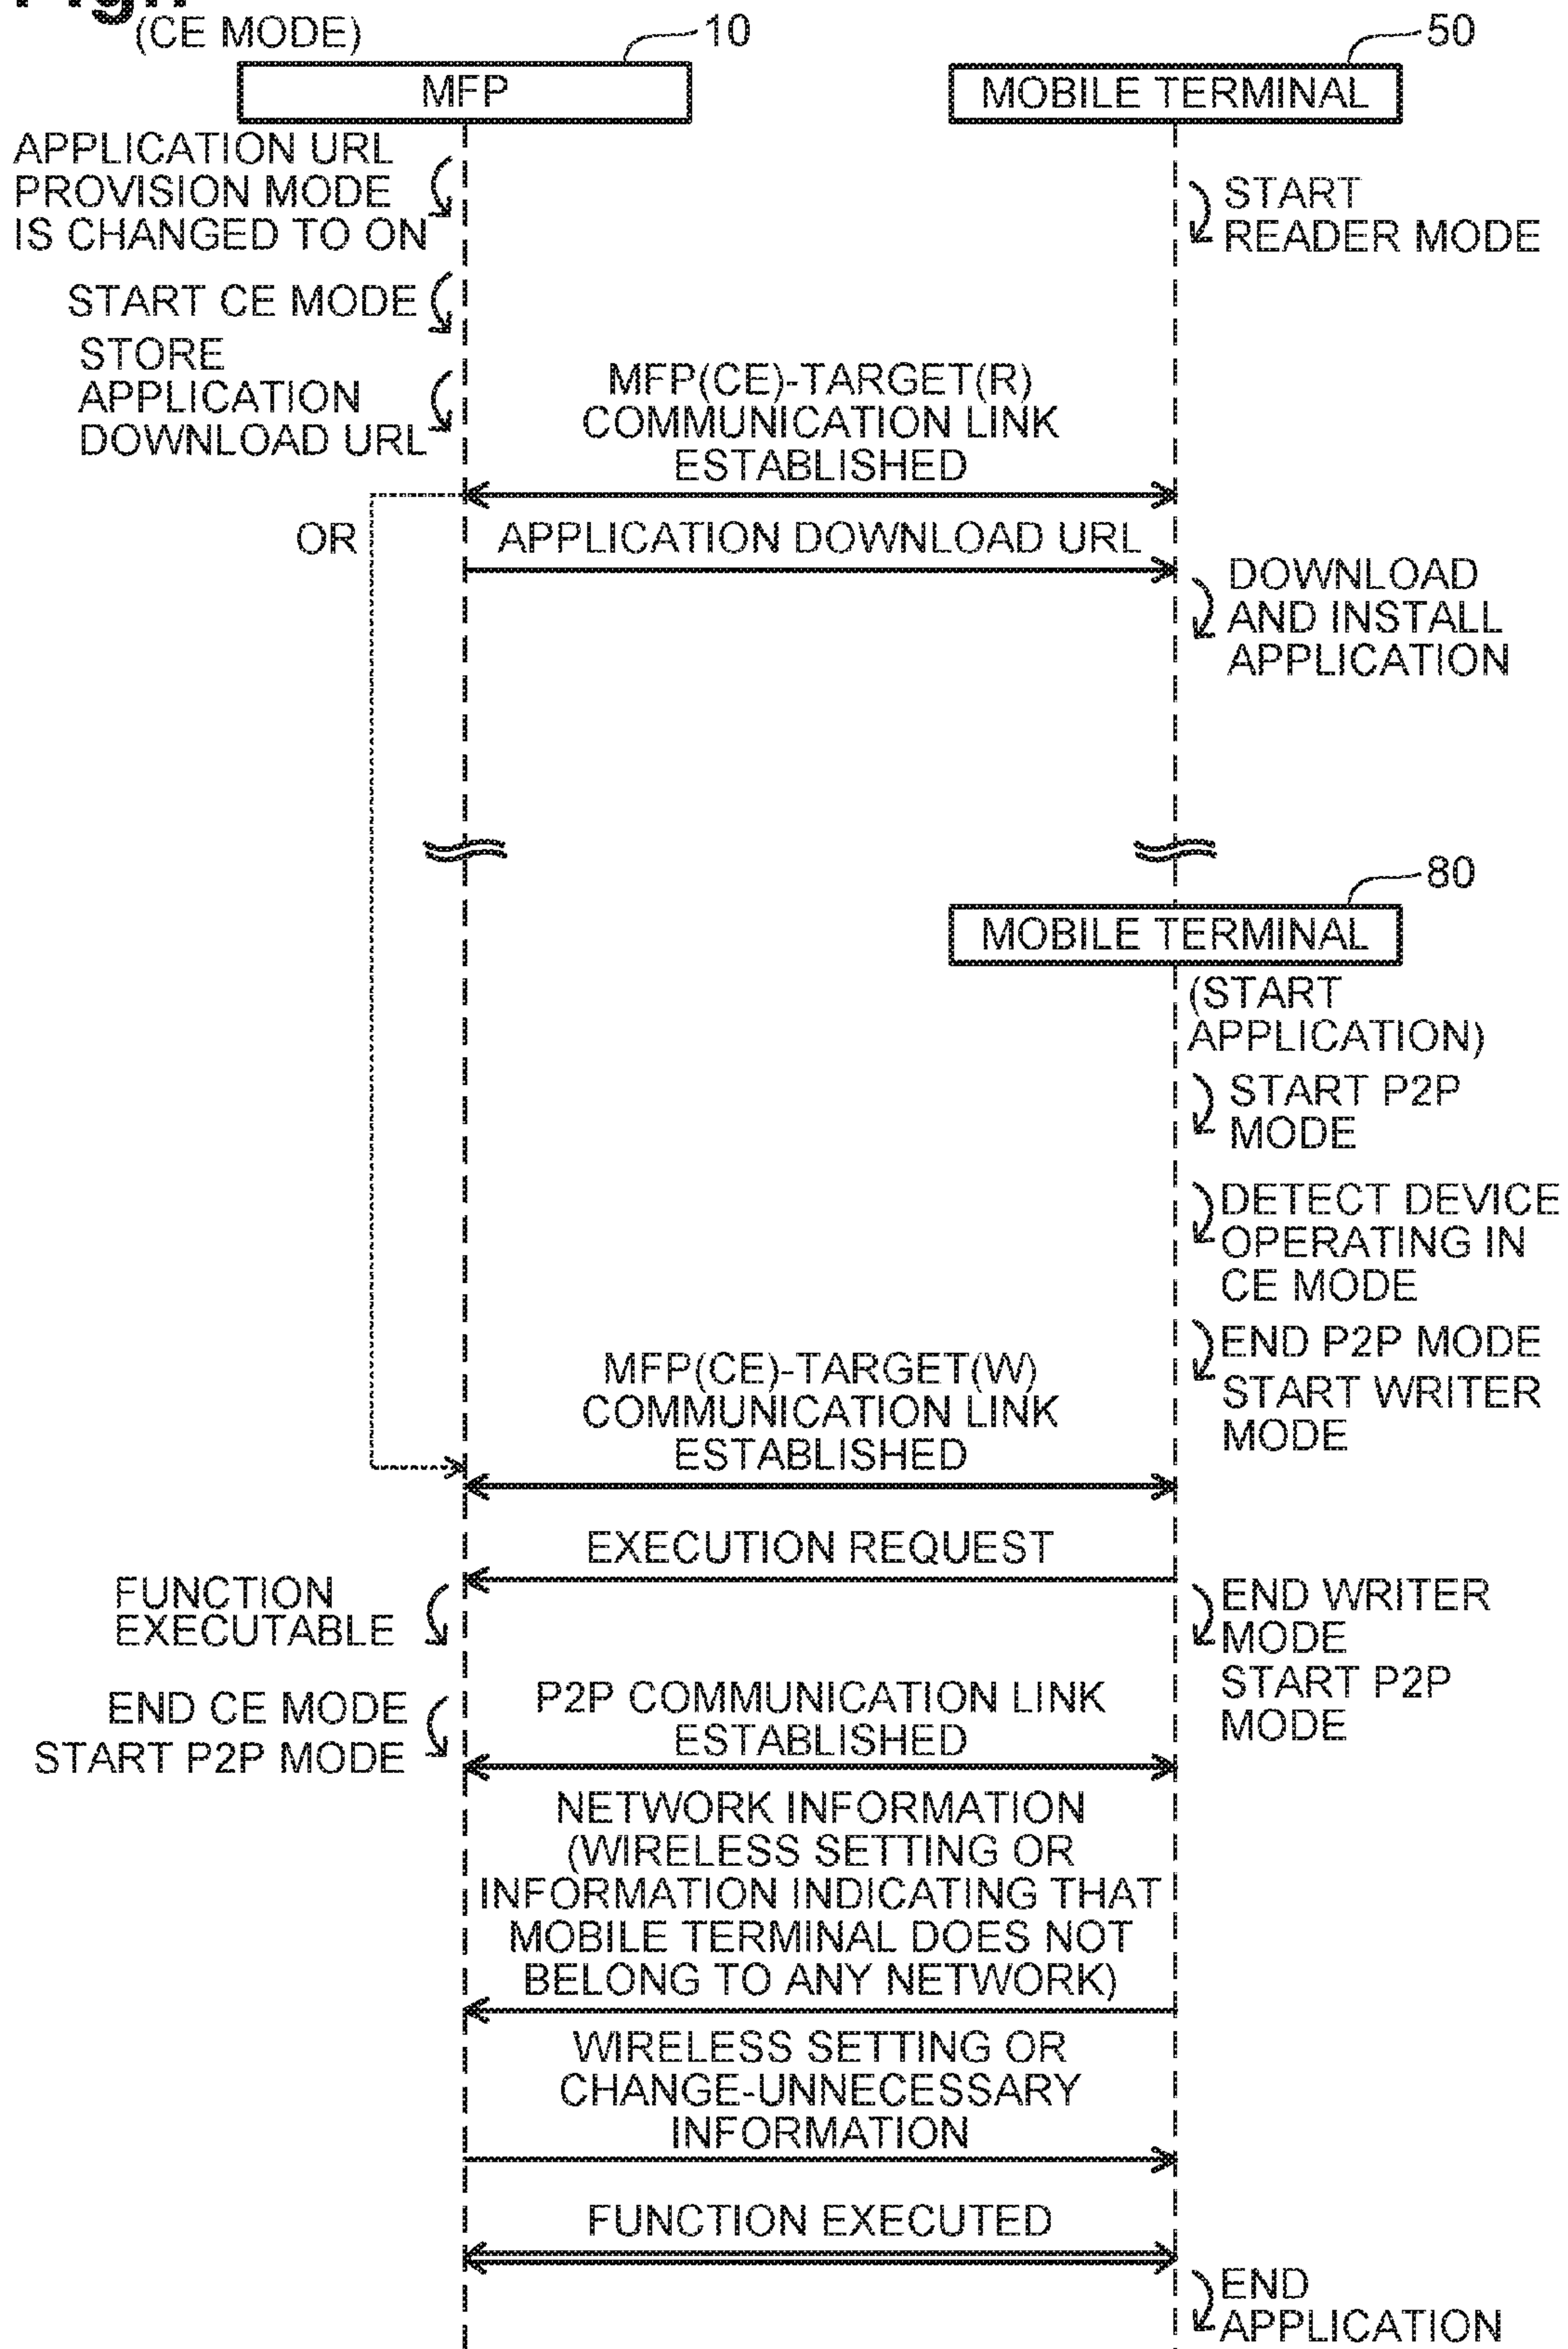 (CE MODE)
10
50
MFP
MOBILE TERMINAL
APPLICATION URL
PROVISION MODE
IS CHANGED TO ON
START
READER MODE
START CE MODE
STORE
APPLICATION
DOWNLOAD URL
MFP(CE)-TARGET(R)
COMMUNICATION LINK
ESTABLISHED
OR
APPLICATION DOWNLOAD URL
DOWNLOAD
AND INSTALL
APPLICATION
80
MOBILE TERMINAL
(START
APPLICATION)
START P2P
MODE
DETECT DEVICE
OPERATING IN
CE MODE
END P2P MODE
START WRITER
MODE
MFP(CE)-TARGET(W)
COMMUNICATION LINK
ESTABLISHED
EXECUTION REQUEST
FUNCTION
EXECUTABLE
END WRITER
MODE
START P2P
MODE
END CE MODE
START P2P MODE
P2P COMMUNICATION LINK
ESTABLISHED
NETWORK INFORMATION
(WIRELESS SETTING OR
INFORMATION INDICATING THAT
MOBILE TERMINAL DOES NOT
BELONG TO ANY NETWORK)
WIRELESS SETTING OR
CHANGE-UNNECESSARY
INFORMATION
FUNCTION EXECUTED
END
APPLICATION